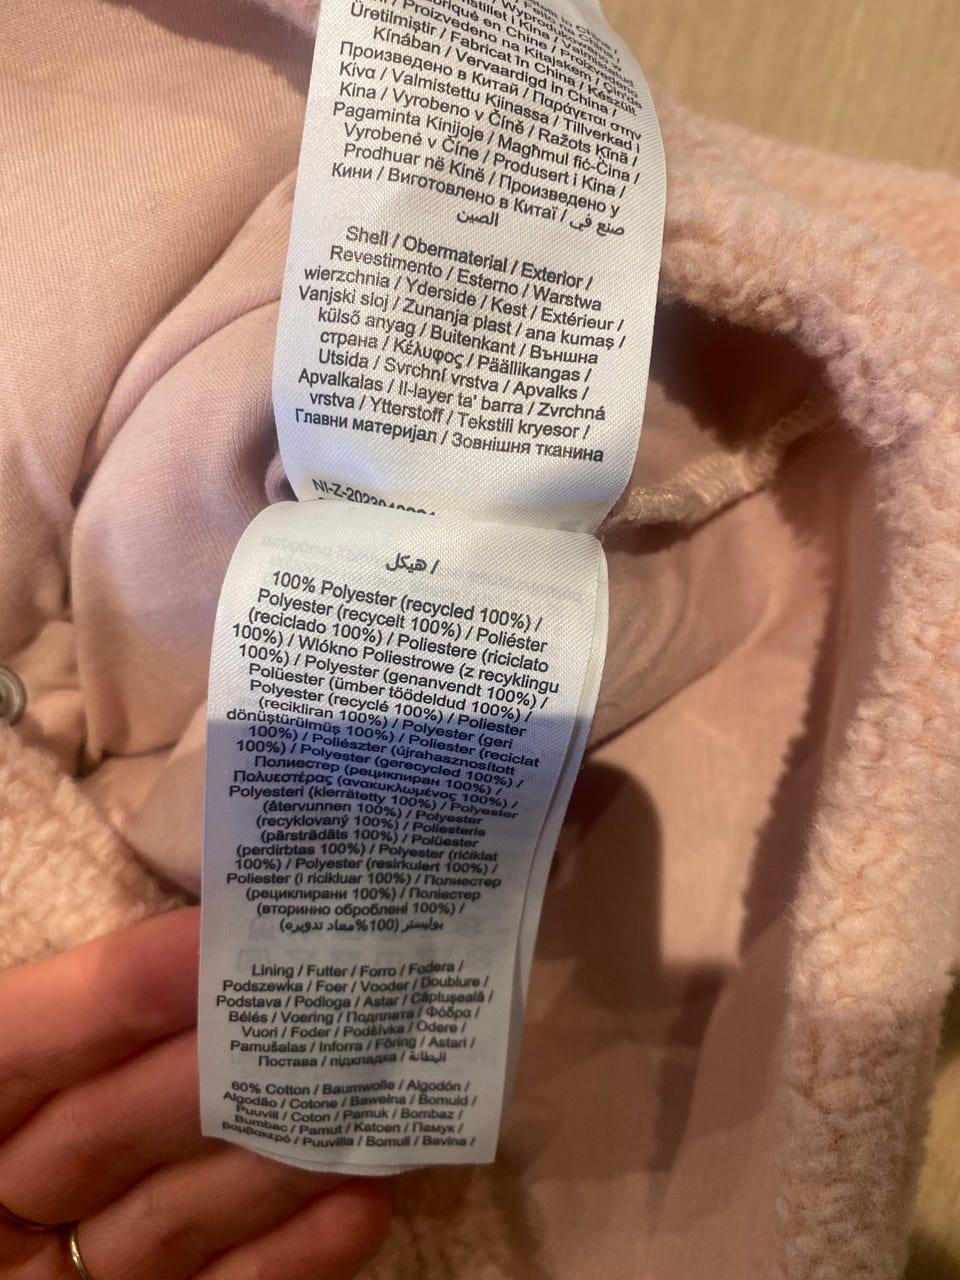 Wyprodukowano w
Kina / Valmistet i
Üretilmiştir / Fabricat în China / Készült
Kínában / Vervaardigd in China /
Произведено в Китай / Παράγεται στην
Κίνα / Valmistettu Kiinassa / Tillverkad i
Kina / Vyrobeno v Číně / Ražots Ķīnā /
Pagaminta Kinijoje / Magħmul fiċ-Ċina /
Vyrobené v Číne / Produsert i Kina /
Prodhuar në Kinë / Произведено у
Кини / Виготовлено в Китаї / صنع في
الصين
Shell / Obermaterial / Exterior /
Revestimento / Esterno / Warstwa
wierzchnia / Yderside / Kest / Extérieur /
Vanjski sloj / Zunanja plast / ana kumaş /
külső anyag / Buitenkant / Външна
страна / Κέλυφος / Päällikangas /
Utsida / Svrchní vrstva / Apvalks /
Apvalkalas / Il-layer ta' barra / Zvrchná
vrstva / Ytterstoff / Tekstili kryesor /
Главни материјал / Зовнішня тканина
/ هيكل
100% Polyester (recycled 100%) /
Polyester (recycelt 100%) / Poliéster
(reciclado 100%) / Poliestere (riciclato
100%) / Włókno Poliestrowe (z recyklingu
100%) / Polyester (genanvendt 100%) /
Polüester (ümber töödeldud 100%) /
Polyester (recyclé 100%) / Poliester
(recikliran 100%) / Poliester (geri
dönüştürülmüş 100%) / Poliester (reciclat
100%) / Poliészter (újrahasznosított
100%) / Polyester (gerecycled 100%) /
Полиестер (рециклиран 100%) /
Πολυεστέρας (ανακυκλωμένος 100%) /
Polyesteri (kierrätetty 100%) / Polyester
(återvunnen 100%) / Polyester
(recyklovaný 100%) / Poliesteris
(pārstrādāts 100%) / Poliüester
(perdirbtas 100%) / Polyester (riċiklat
100%) / Polyester (resirkulert 100%) /
Poliester (i ricikluar 100%) / Полиестер
(рециклирани 100%) / Поліестер
(вторинно оброблені 100%) /
بوليستر (100%معاد تدويره)
Lining / Futter / Forro / Fodera /
Podszewka / Foer / Vooder / Doublure /
Podstava / Podloga / Astar / Căptușeală /
Bélés / Voering / Подплата / Φόδρα /
Vuori / Foder / Podšívka / Odere /
Pamušalas / Inforra / Fôring / Astari /
Постава / підкладка / البطانة
60% Cotton / Baumwolle / Algodón /
Algodão / Cotone / Bawełna / Bomuld /
Puuvill / Coton / Pamuk / Bombaz /
Bumbac / Pamut / Katoen / Памук /
βαμβακερό / Puuvilla / Bomull / Bavlna /